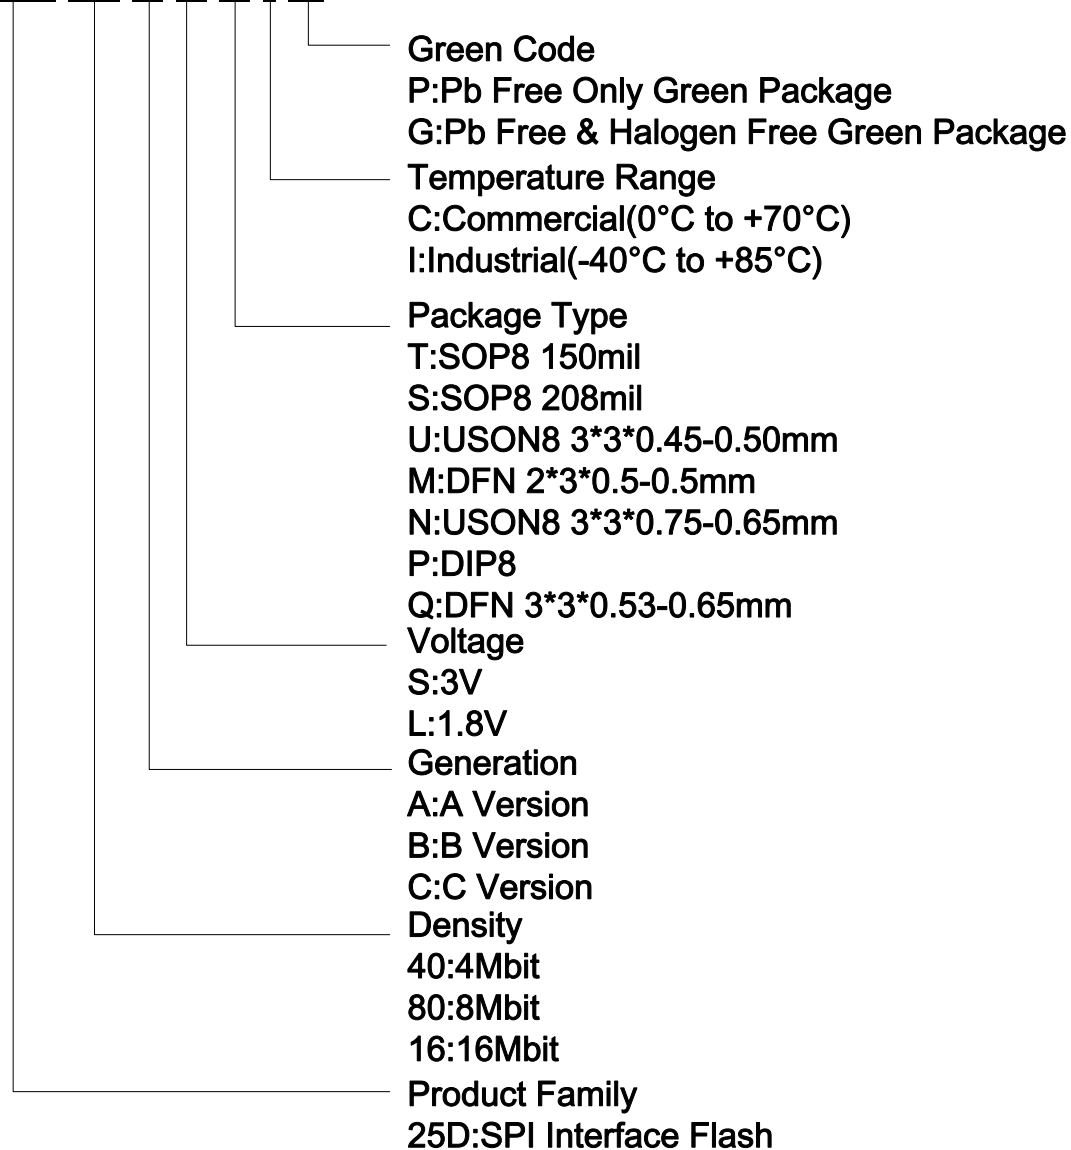 Green Code
P:Pb Free Only Green Package
G:Pb Free & Halogen Free Green Package
Temperature Range
C:Commercial(0°C to +70°C)
I:Industrial(-40°C to +85°C)
Package Type
T:SOP8 150mil
S:SOP8 208mil
U:USON8 3*3*0.45-0.50mm
M:DFN 2*3*0.5-0.5mm
N:USON8 3*3*0.75-0.65mm
P:DIP8
Q:DFN 3*3*0.53-0.65mm
Voltage
S:3V
L:1.8V
Generation
A:A Version
B:B Version
C:C Version
Density
40:4Mbit
80:8Mbit
16:16Mbit
Product Family
25D:SPI Interface Flash